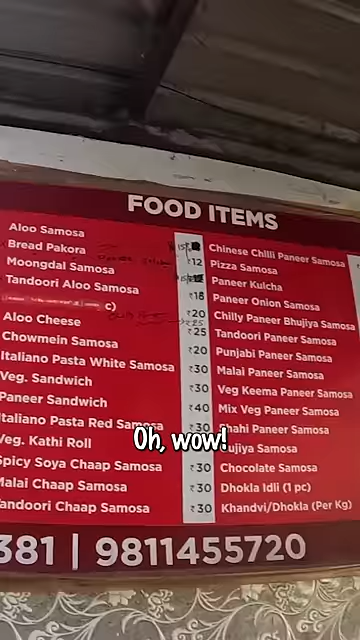 FOOD ITEMS
Aloo Samosa
Bread Pakora ₹12
Moongdal Samosa
Tandoori Aloo Samosa ₹18
c) ₹20
Aloo Cheese ₹25
Chowmein Samosa ₹20
Italiano Pasta White Samosa ₹30
Veg. Sandwich ₹30
Paneer Sandwich ₹40
Italiano Pasta Red Samosa ₹30
Veg. Kathi Roll
Spicy Soya Chaap Samosa ₹30
Malai Chaap Samosa ₹30
Tandoori Chaap Samosa ₹30
Chinese Chilli Paneer Samosa
Pizza Samosa
Paneer Kulcha
Paneer Onion Samosa
Chilly Paneer Bhujiya Samosa
Tandoori Paneer Samosa
Punjabi Paneer Samosa
Malai Paneer Samosa
Veg Keema Paneer Samosa
Mix Veg Paneer Samosa
Shahi Paneer Samosa
ujiya Samosa
Chocolate Samosa
Dhokla Idli (1 pc)
Khandvi/Dhokla (Per Kg)
Oh, wow!
381 | 9811455720